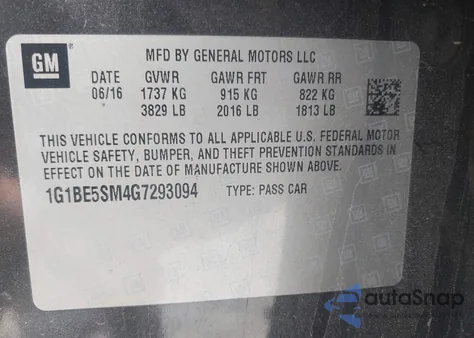 GM
MFD BY GENERAL MOTORS LLC
DATE GVWR GAWR FRT GAWR RR
06/16 1737 KG 915 KG 822 KG
3829 LB 2016 LB 1813 LB
THIS VEHICLE CONFORMS TO ALL APPLICABLE U.S. FEDERAL MOTOR
VEHICLE SAFETY, BUMPER, AND THEFT PREVENTION STANDARDS IN
EFFECT ON THE DATE OF MANUFACTURE SHOWN ABOVE.
1G1BE5SM4G7293094 TYPE: PASS CAR
autoSnap